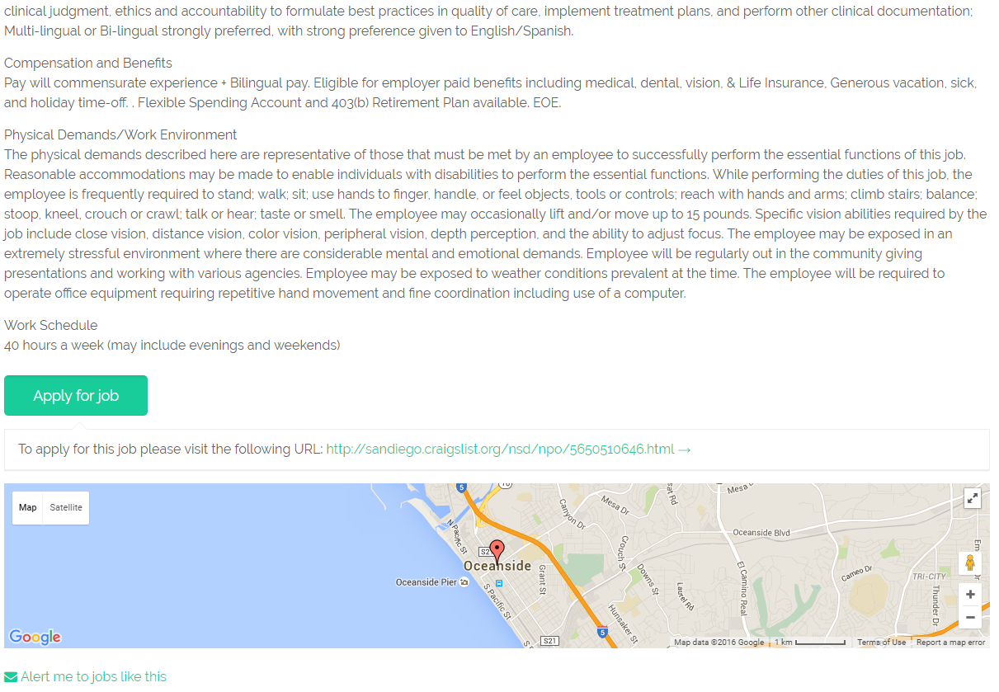 clinical judgment, ethics and accountability to formulate best practices in quality of care, implement treatment plans, and perform other clinical documentation;
Multi-lingual or Bi-lingual strongly preferred, with strong preference given to English/Spanish.
Compensation and Benefits
Pay will commensurate experience + Bilingual pay. Eligible for employer paid benefits including medical, dental, vision, & Life Insurance, Generous vacation, sick,
and holiday time-off. . Flexible Spending Account and 403(b) Retirement Plan available. EOE.
Physical Demands/Work Environment
The physical demands described here are representative of those that must be met by an employee to successfully perform the essential functions of this job.
Reasonable accommodations may be made to enable individuals with disabilities to perform the essential functions. While performing the duties of this job, the
employee is frequently required to stand; walk; sit; use hands to finger, handle, or feel objects, tools or controls; reach with hands and arms; climb stairs; balance;
stoop, kneel, crouch or crawl; talk or hear; taste or smell. The employee may occasionally lift and/or move up to 15 pounds. Specific vision abilities required by the
job include close vision, distance vision, color vision, peripheral vision, depth perception, and the ability to adjust focus. The employee may be exposed in an
extremely stressful environment where there are considerable mental and emotional demands. Employee will be regularly out in the community giving
presentations and working with various agencies. Employee may be exposed to weather conditions prevalent at the time. The employee will be required to
operate office equipment requiring repetitive hand movement and fine coordination including use of a computer.
Work Schedule
40 hours a week (may include evenings and weekends)
Apply for job
To apply for this job please visit the following URL: http://sandiego.craigslist.org/nsd/npo/5650510646.html →
Map Satellite
5
76
Mesa Dr
Mesa D
Canyon Dr
N Pacific St
Oceanside Blvd
Crouch St
S2
Oceanside
Oceanside Pier
Grant St
S Pacific St
Downs St
Laurel Rd
El Camino Real
Cameo Dr
TRI-CITY
Thunder Dr
Hunsaker St
5
S21
+
−
Google
Map data ©2016 Google
1 km
Terms of Use
Report a map error
Alert me to jobs like this